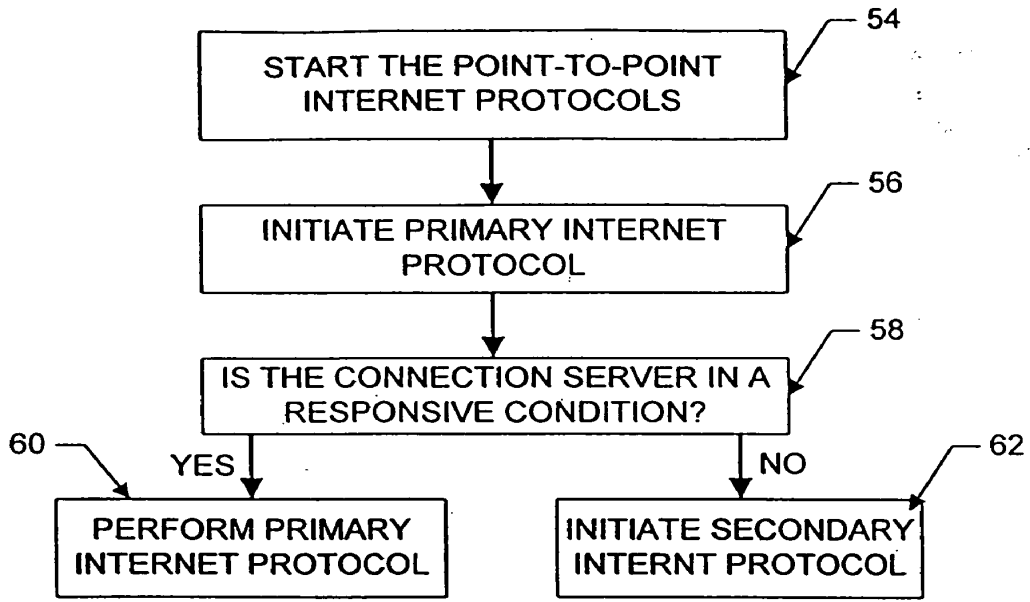 54
START THE POINT-TO-POINT
INTERNET PROTOCOLS
56
INITIATE PRIMARY INTERNET
PROTOCOL
58
IS THE CONNECTION SERVER IN A
RESPONSIVE CONDITION?
60
YES
NO
62
PERFORM PRIMARY
INTERNET PROTOCOL
INITIATE SECONDARY
INTERNT PROTOCOL